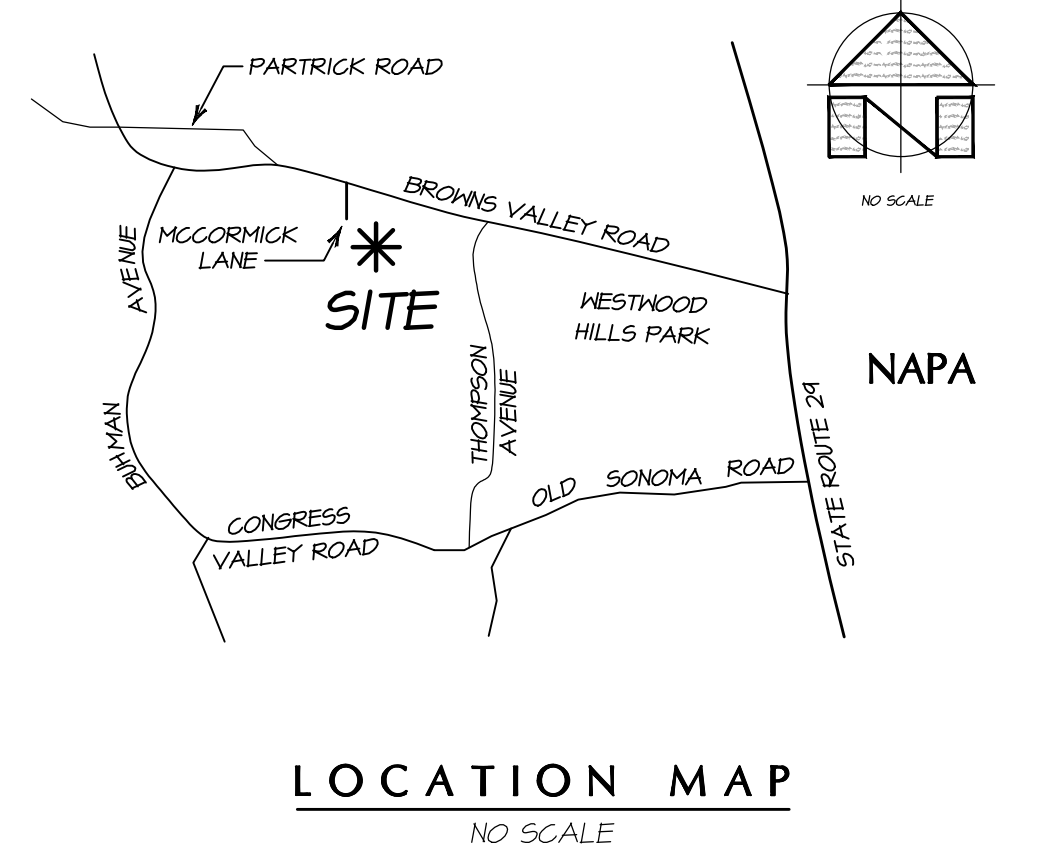 PARTRICK ROAD
NO SCALE
BROWNS VALLEY ROAD
MCCORMICK
LANE
AVENUE
SITE
WESTWOOD
HILLS PARK
NAPA
THOMPSON
AVENUE
STATE ROUTE 29
BUHMAN
OLD SONOMA ROAD
CONGRESS
VALLEY ROAD
LOCATION MAP
NO SCALE